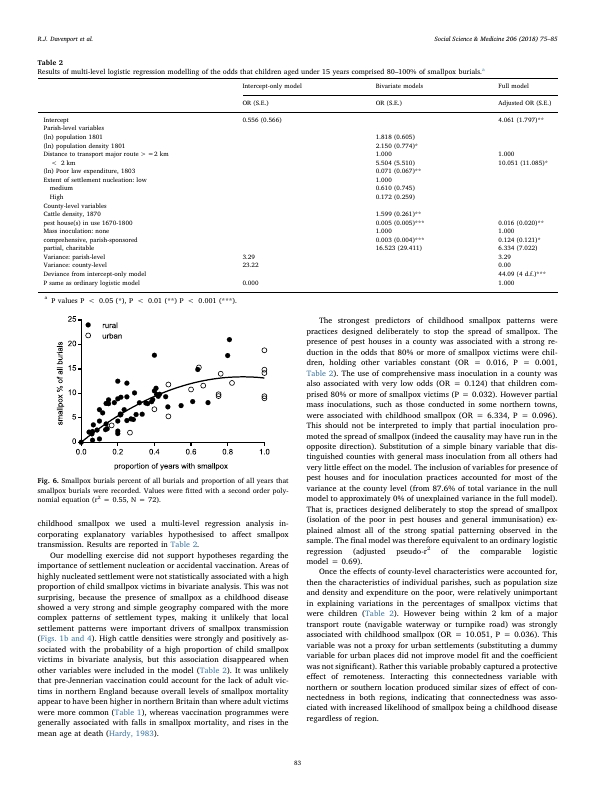 R.J. Davenport et al.
Social Science & Medicine 206 (2018) 75–85
Table 2
Results of multi-level logistic regression modelling of the odds that children aged under 15 years comprised 80–100% of smallpox burials.a
Intercept-only model Bivariate models Full model
OR (S.E.) OR (S.E.) Adjusted OR (S.E.)
Intercept 0.556 (0.566) 4.061 (1.797)**
Parish-level variables
(ln) population 1801 1.818 (0.605)
(ln) population density 1801 2.150 (0.774)*
Distance to transport major route > =2 km 1.000 1.000
< 2 km 5.504 (5.510) 10.051 (11.085)*
(ln) Poor law expenditure, 1803 0.071 (0.067)**
Extent of settlement nucleation: low 1.000
medium 0.610 (0.745)
High 0.172 (0.259)
County-level variables
Cattle density, 1870 1.599 (0.261)**
pest house(s) in use 1670-1800 0.005 (0.005)*** 0.016 (0.020)**
Mass inoculation: none 1.000 1.000
comprehensive, parish-sponsored 0.003 (0.004)*** 0.124 (0.121)*
partial, charitable 16.523 (29.411) 6.334 (7.022)
Variance: parish-level 3.29 3.29
Variance: county-level 23.22 0.00
Deviance from intercept-only model 44.09 (4 d.f.)***
P same as ordinary logistic model 0.000 1.000
a P values P < 0.05 (*), P < 0.01 (**) P < 0.001 (***).
25
20
15
10
5
0
smallpox % of all burials
rural
urban
0.0 0.2 0.4 0.6 0.8 1.0
proportion of years with smallpox
Fig. 6. Smallpox burials percent of all burials and proportion of all years that
smallpox burials were recorded. Values were fitted with a second order poly-
nomial equation (r2 = 0.55, N = 72).
childhood smallpox we used a multi-level regression analysis in-
corporating explanatory variables hypothesised to affect smallpox
transmission. Results are reported in Table 2.
Our modelling exercise did not support hypotheses regarding the
importance of settlement nucleation or accidental vaccination. Areas of
highly nucleated settlement were not statistically associated with a high
proportion of child smallpox victims in bivariate analysis. This was not
surprising, because the presence of smallpox as a childhood disease
showed a very strong and simple geography compared with the more
complex patterns of settlement types, making it unlikely that local
settlement patterns were important drivers of smallpox transmission
(Figs. 1b and 4). High cattle densities were strongly and positively as-
sociated with the probability of a high proportion of child smallpox
victims in bivariate analysis, but this association disappeared when
other variables were included in the model (Table 2). It was unlikely
that pre-Jennerian vaccination could account for the lack of adult vic-
tims in northern England because overall levels of smallpox mortality
appear to have been higher in northern Britain than where adult victims
were more common (Table 1), whereas vaccination programmes were
generally associated with falls in smallpox mortality, and rises in the
mean age at death (Hardy, 1983).
The strongest predictors of childhood smallpox patterns were
practices designed deliberately to stop the spread of smallpox. The
presence of pest houses in a county was associated with a strong re-
duction in the odds that 80% or more of smallpox victims were chil-
dren, holding other variables constant (OR = 0.016, P = 0.001,
Table 2). The use of comprehensive mass inoculation in a county was
also associated with very low odds (OR = 0.124) that children com-
prised 80% or more of smallpox victims (P = 0.032). However partial
mass inoculations, such as those conducted in some northern towns,
were associated with childhood smallpox (OR = 6.334, P = 0.096).
This should not be interpreted to imply that partial inoculation pro-
moted the spread of smallpox (indeed the causality may have run in the
opposite direction). Substitution of a simple binary variable that dis-
tinguished counties with general mass inoculation from all others had
very little effect on the model. The inclusion of variables for presence of
pest houses and for inoculation practices accounted for most of the
variance at the county level (from 87.6% of total variance in the null
model to approximately 0% of unexplained variance in the full model).
That is, practices designed deliberately to stop the spread of smallpox
(isolation of the poor in pest houses and general immunisation) ex-
plained almost all of the strong spatial patterning observed in the
sample. The final model was therefore equivalent to an ordinary logistic
regression (adjusted pseudo-r2 of the comparable logistic
model = 0.69).
Once the effects of county-level characteristics were accounted for,
then the characteristics of individual parishes, such as population size
and density and expenditure on the poor, were relatively unimportant
in explaining variations in the percentages of smallpox victims that
were children (Table 2). However being within 2 km of a major
transport route (navigable waterway or turnpike road) was strongly
associated with childhood smallpox (OR = 10.051, P = 0.036). This
variable was not a proxy for urban settlements (substituting a dummy
variable for urban places did not improve model fit and the coefficient
was not significant). Rather this variable probably captured a protective
effect of remoteness. Interacting this connectedness variable with
northern or southern location produced similar sizes of effect of con-
nectedness in both regions, indicating that connectedness was asso-
ciated with increased likelihood of smallpox being a childhood disease
regardless of region.
83